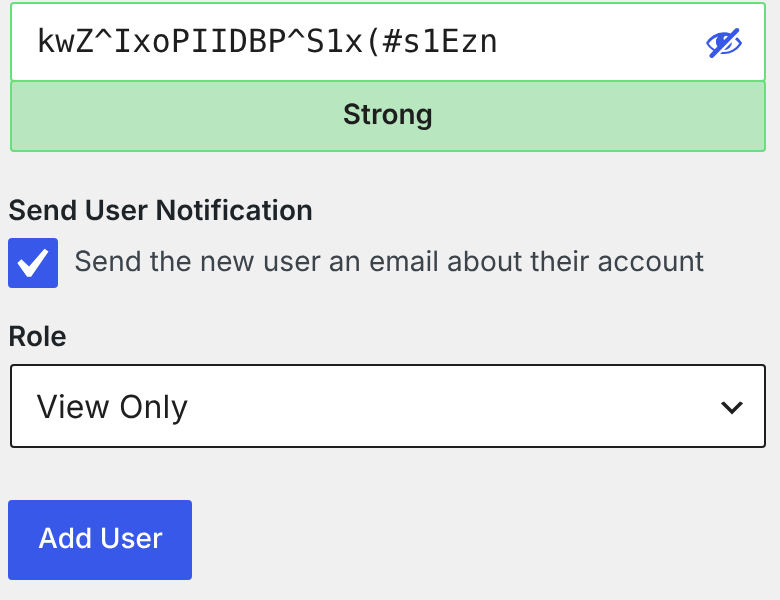 kwZ^IxoPIIDBP^S1x(#s1Ezn
Strong
Send User Notification
Send the new user an email about their account
Role
View Only
Add User